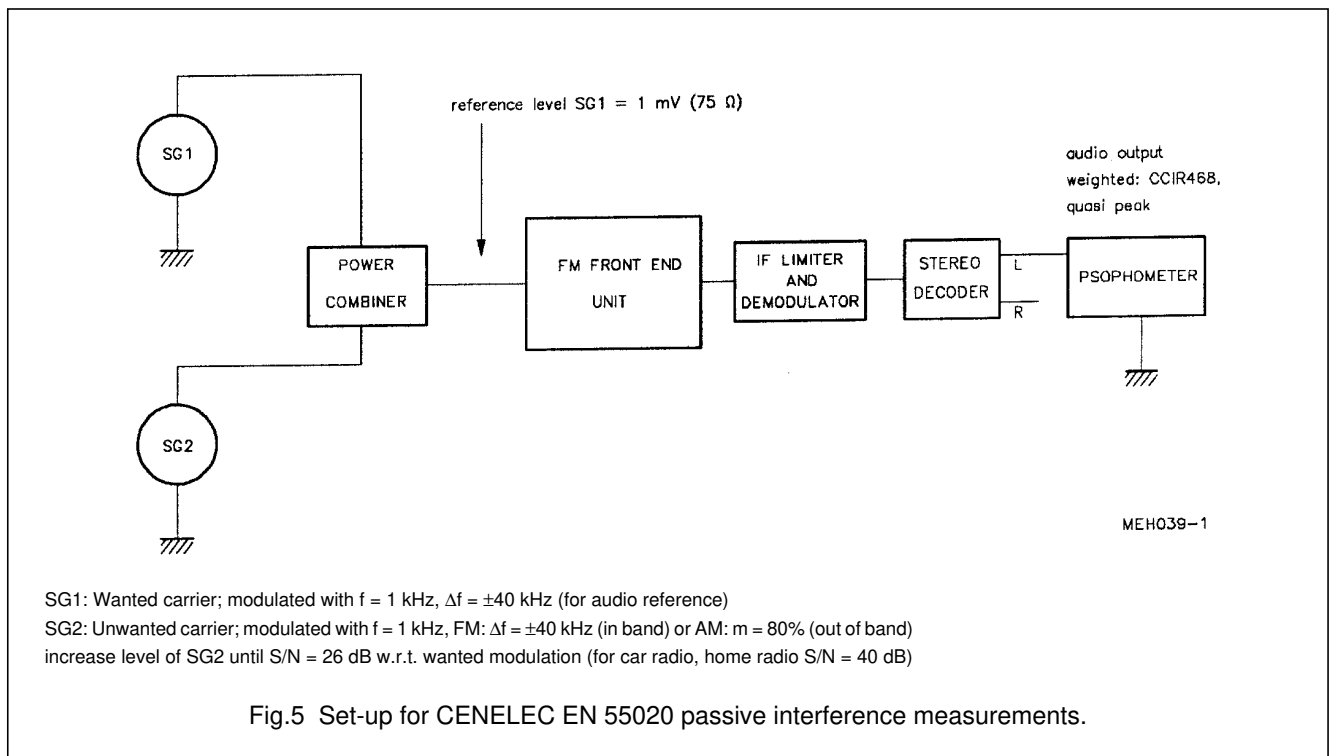 reference level SG1 = 1 mV (75 Ω)
SG1
audio output
weighted: CCIR468,
quasi peak
POWER
COMBINER
FM FRONT END
UNIT
IF LIMITER
AND
DEMODULATOR
STEREO
DECODER
L
R
PSOPHOMETER
SG2
MEH039-1
SG1: Wanted carrier; modulated with f = 1 kHz, Δf = ±40 kHz (for audio reference)
SG2: Unwanted carrier; modulated with f = 1 kHz, FM: Δf = ±40 kHz (in band) or AM: m = 80% (out of band)
increase level of SG2 until S/N = 26 dB w.r.t. wanted modulation (for car radio, home radio S/N = 40 dB)
Fig.5 Set-up for CENELEC EN 55020 passive interference measurements.